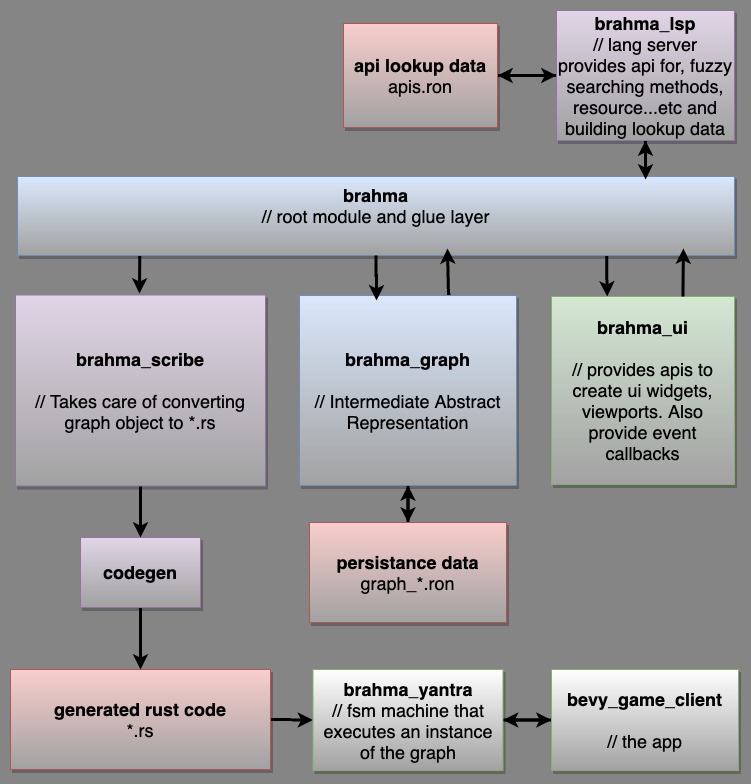 api lookup data
apis.ron
brahma_lsp
// lang server
provides api for, fuzzy
searching methods,
resource...etc and
building lookup data
brahma
// root module and glue layer
brahma_scribe
// Takes care of converting
graph object to *.rs
brahma_graph
// Intermediate Abstract
Representation
brahma_ui
// provides apis to
create ui widgets,
viewports. Also
provide event
callbacks
codegen
persistance data
graph_*.ron
generated rust code
*.rs
brahma_yantra
// fsm machine that
executes an instance
of the graph
bevy_game_client
// the app